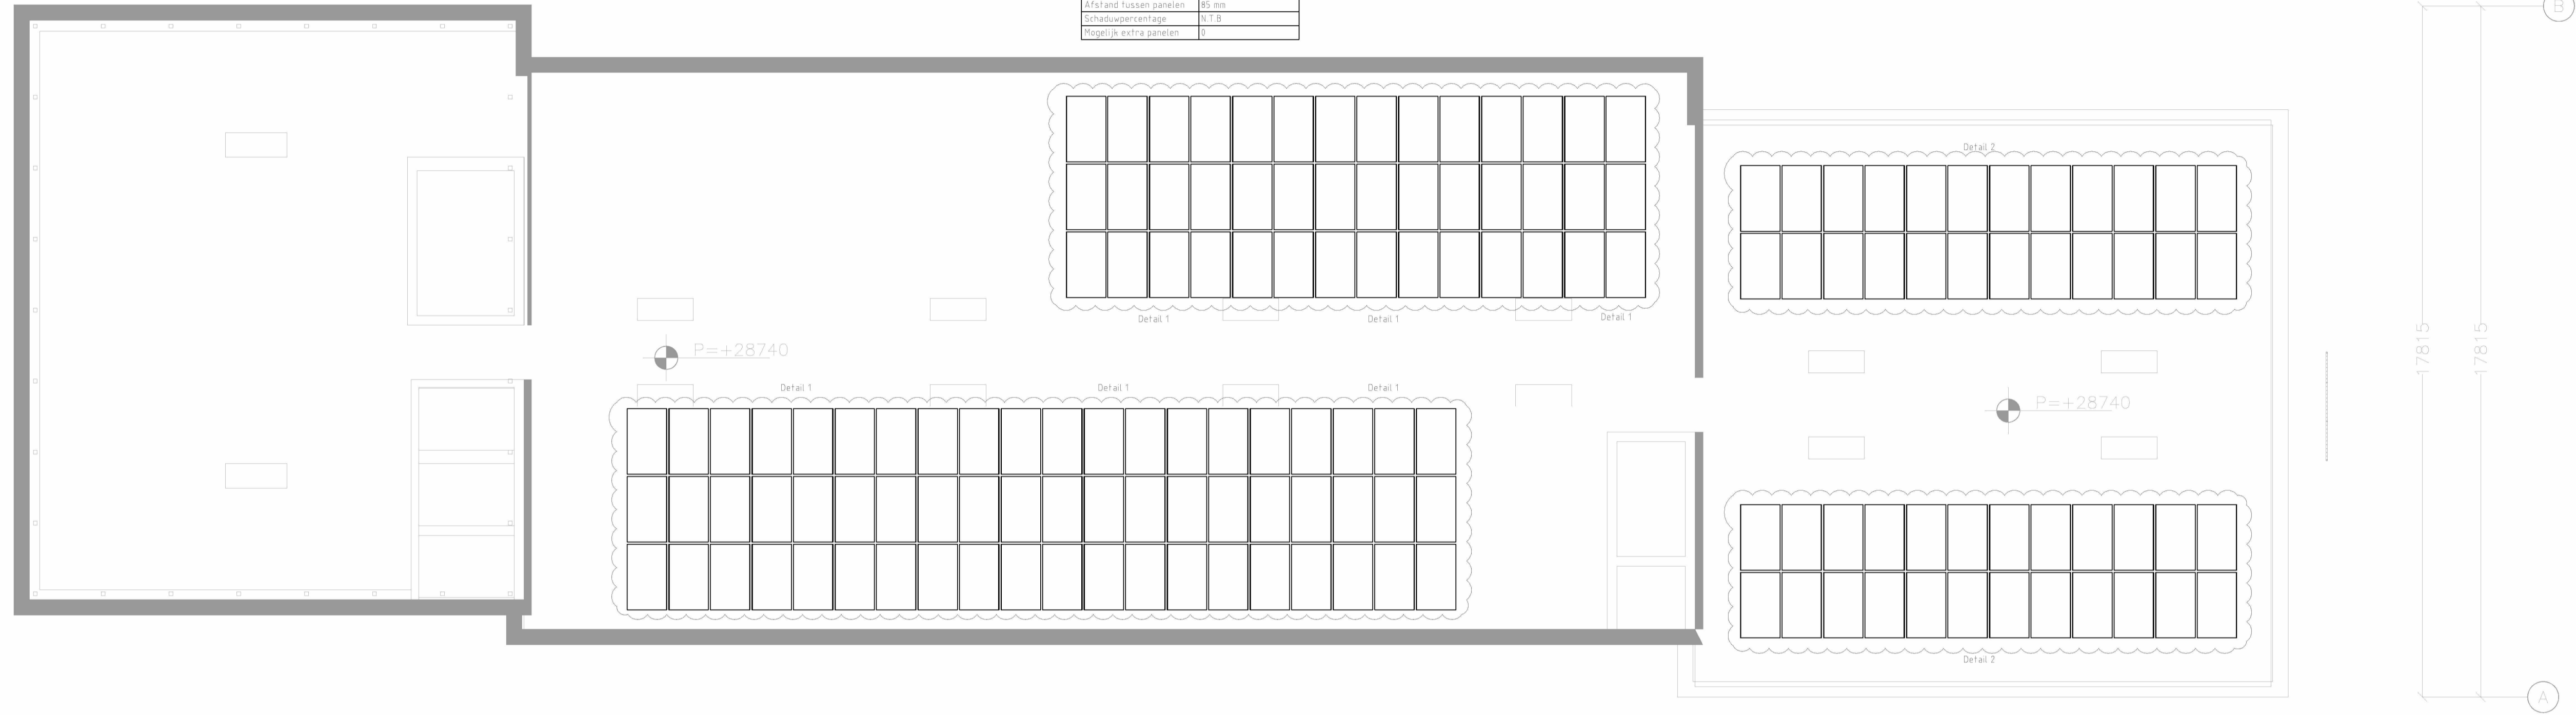 Afstand tussen panelen 85 mm
Schaduwpercentage N.T.B
Mogelijk extra panelen 0
B
Detail 2
Detail 1
Detail 1
Detail 1
17815
17815
P=+28740
Detail 1
Detail 1
Detail 1
P=+28740
Detail 2
A